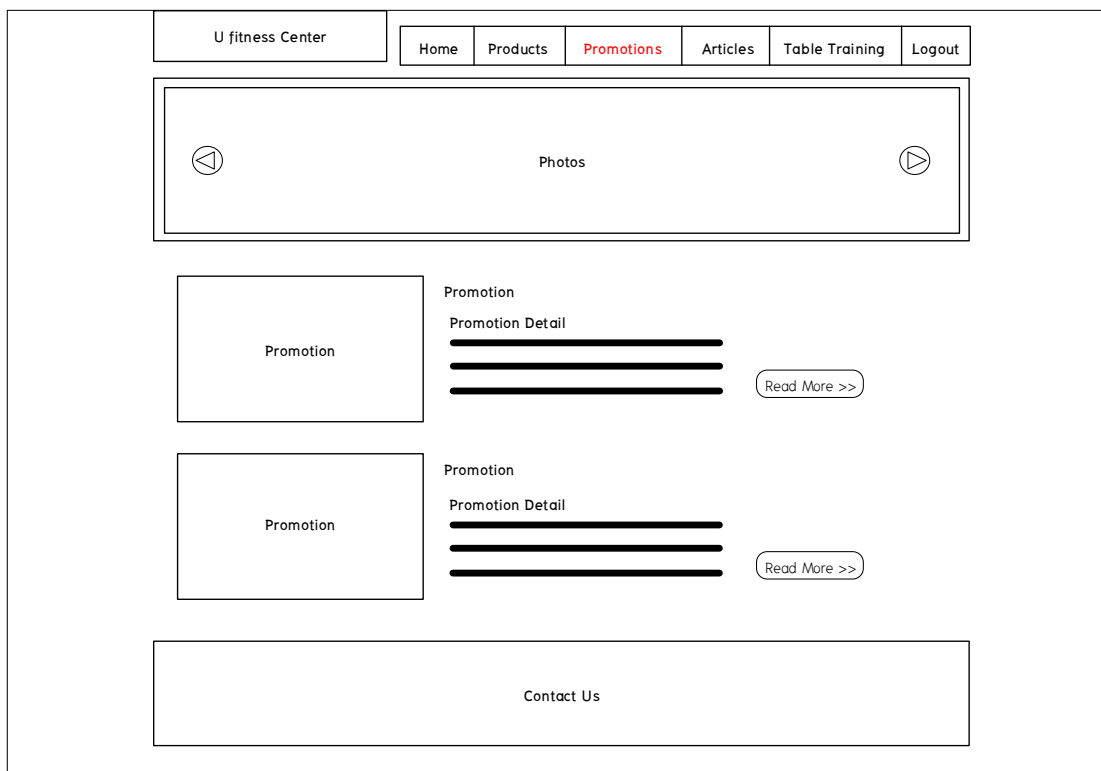 U fitness Center
Home Products Promotions Articles Table Training Logout
Photos
Promotion
Promotion
Promotion Detail
Read More >>
Promotion
Promotion
Promotion Detail
Read More >>
Contact Us